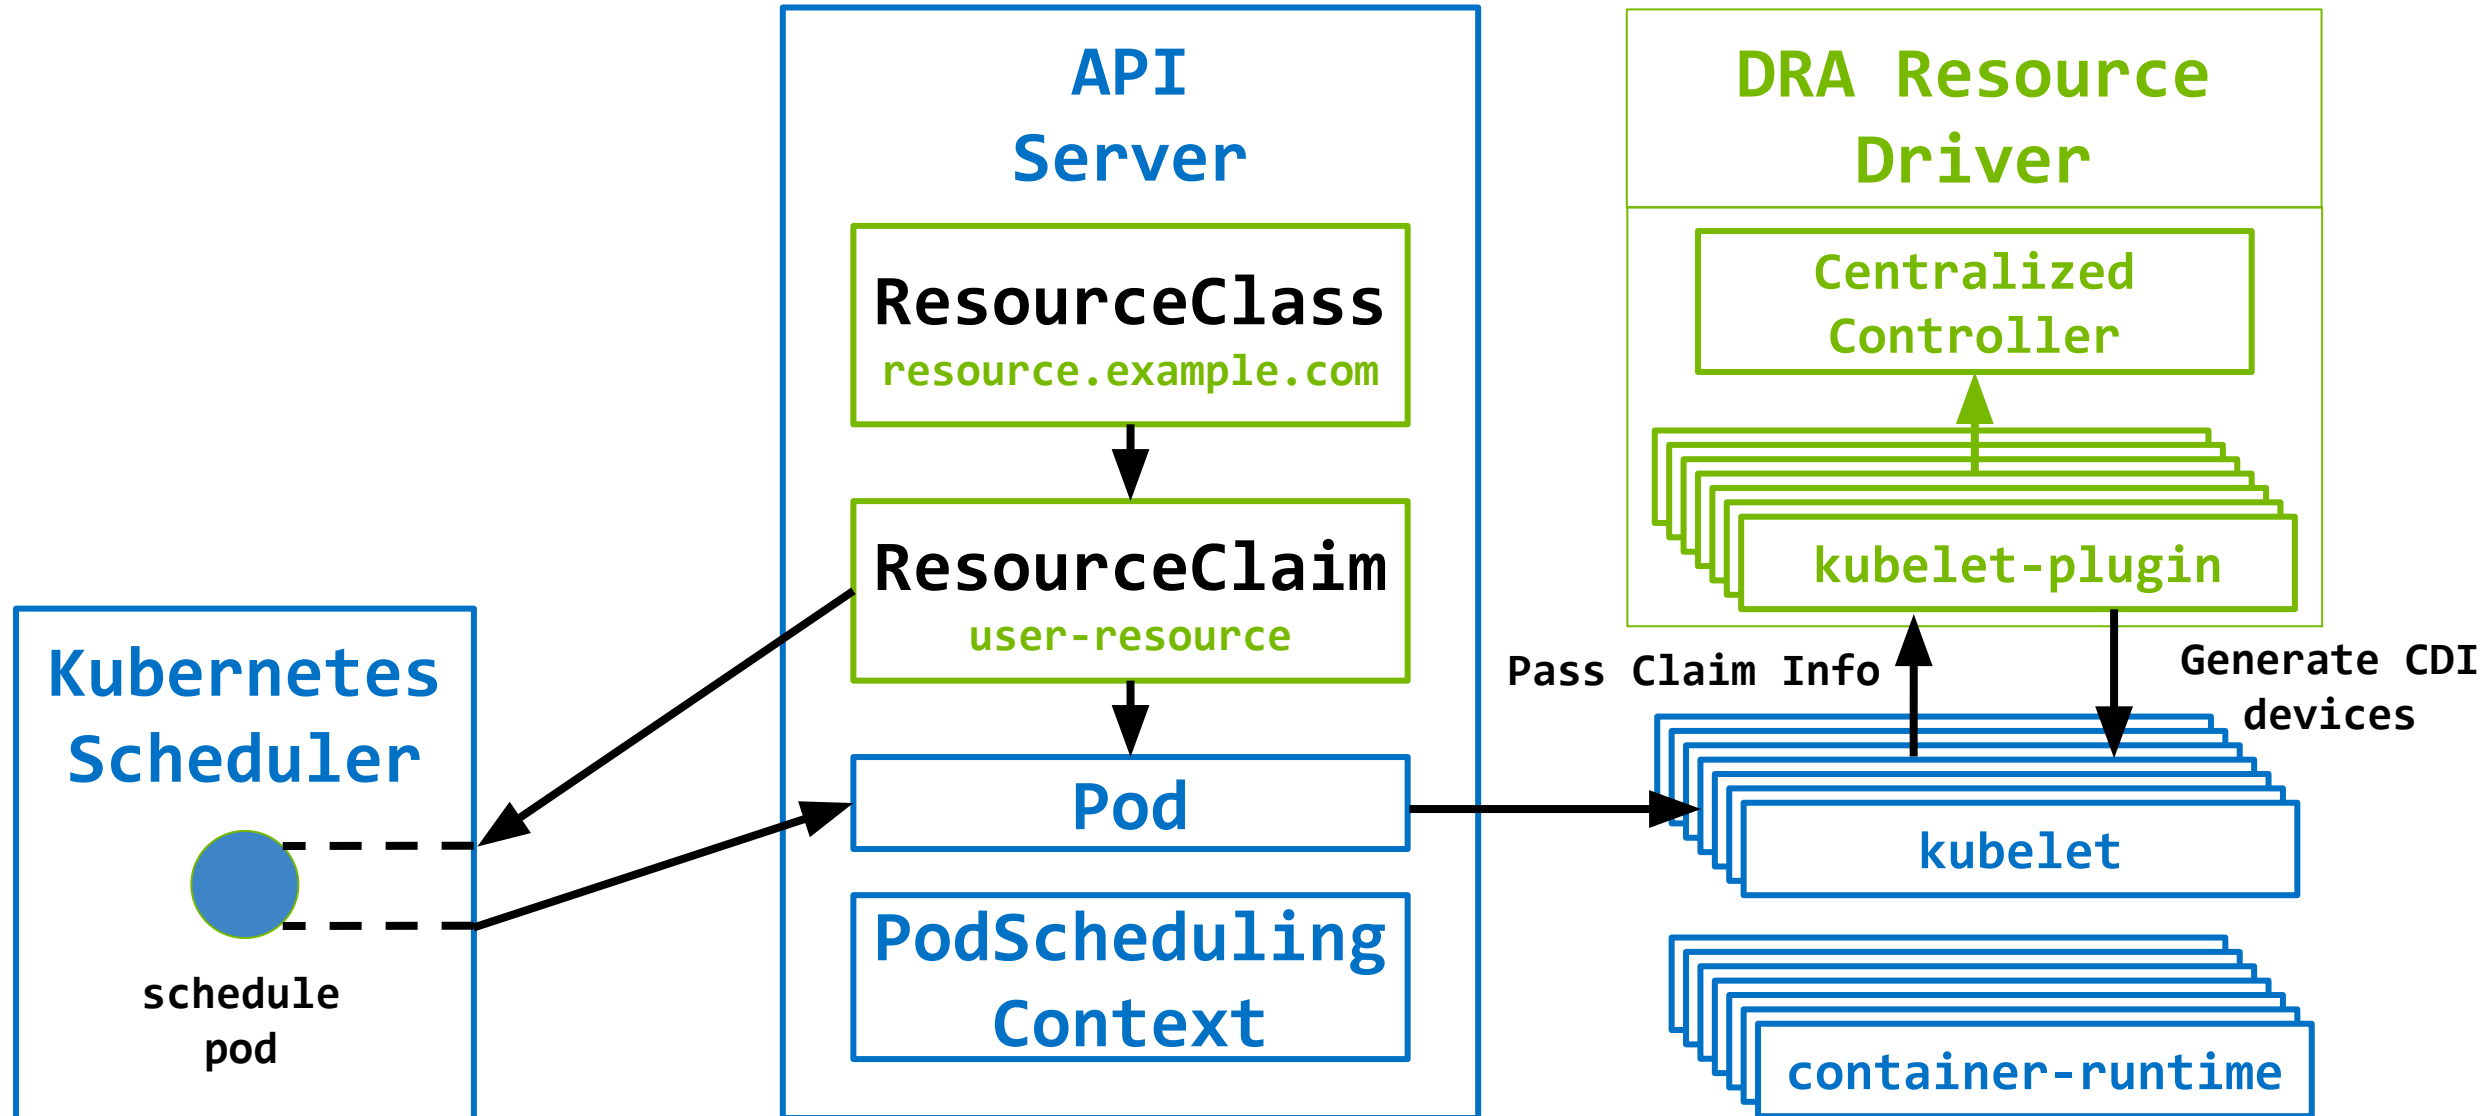 API
Server
ResourceClass
resource.example.com
ResourceClaim
user-resource
Pod
PodScheduling
Context
Kubernetes
Scheduler
schedule
pod
DRA Resource
Driver
Centralized
Controller
kubelet-plugin
Pass Claim Info
Generate CDI
devices
kubelet
container-runtime